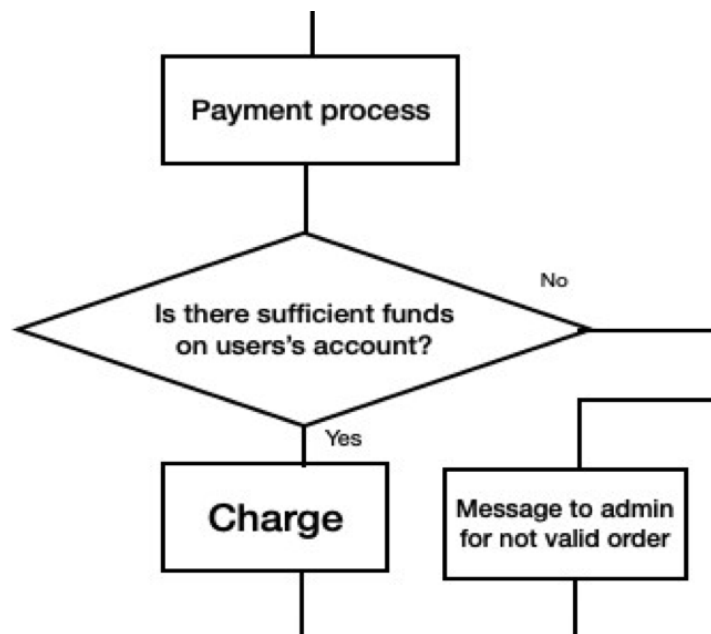 Payment process
No
Is there sufficient funds
on users's account?
Yes
Charge
Message to admin
for not valid order